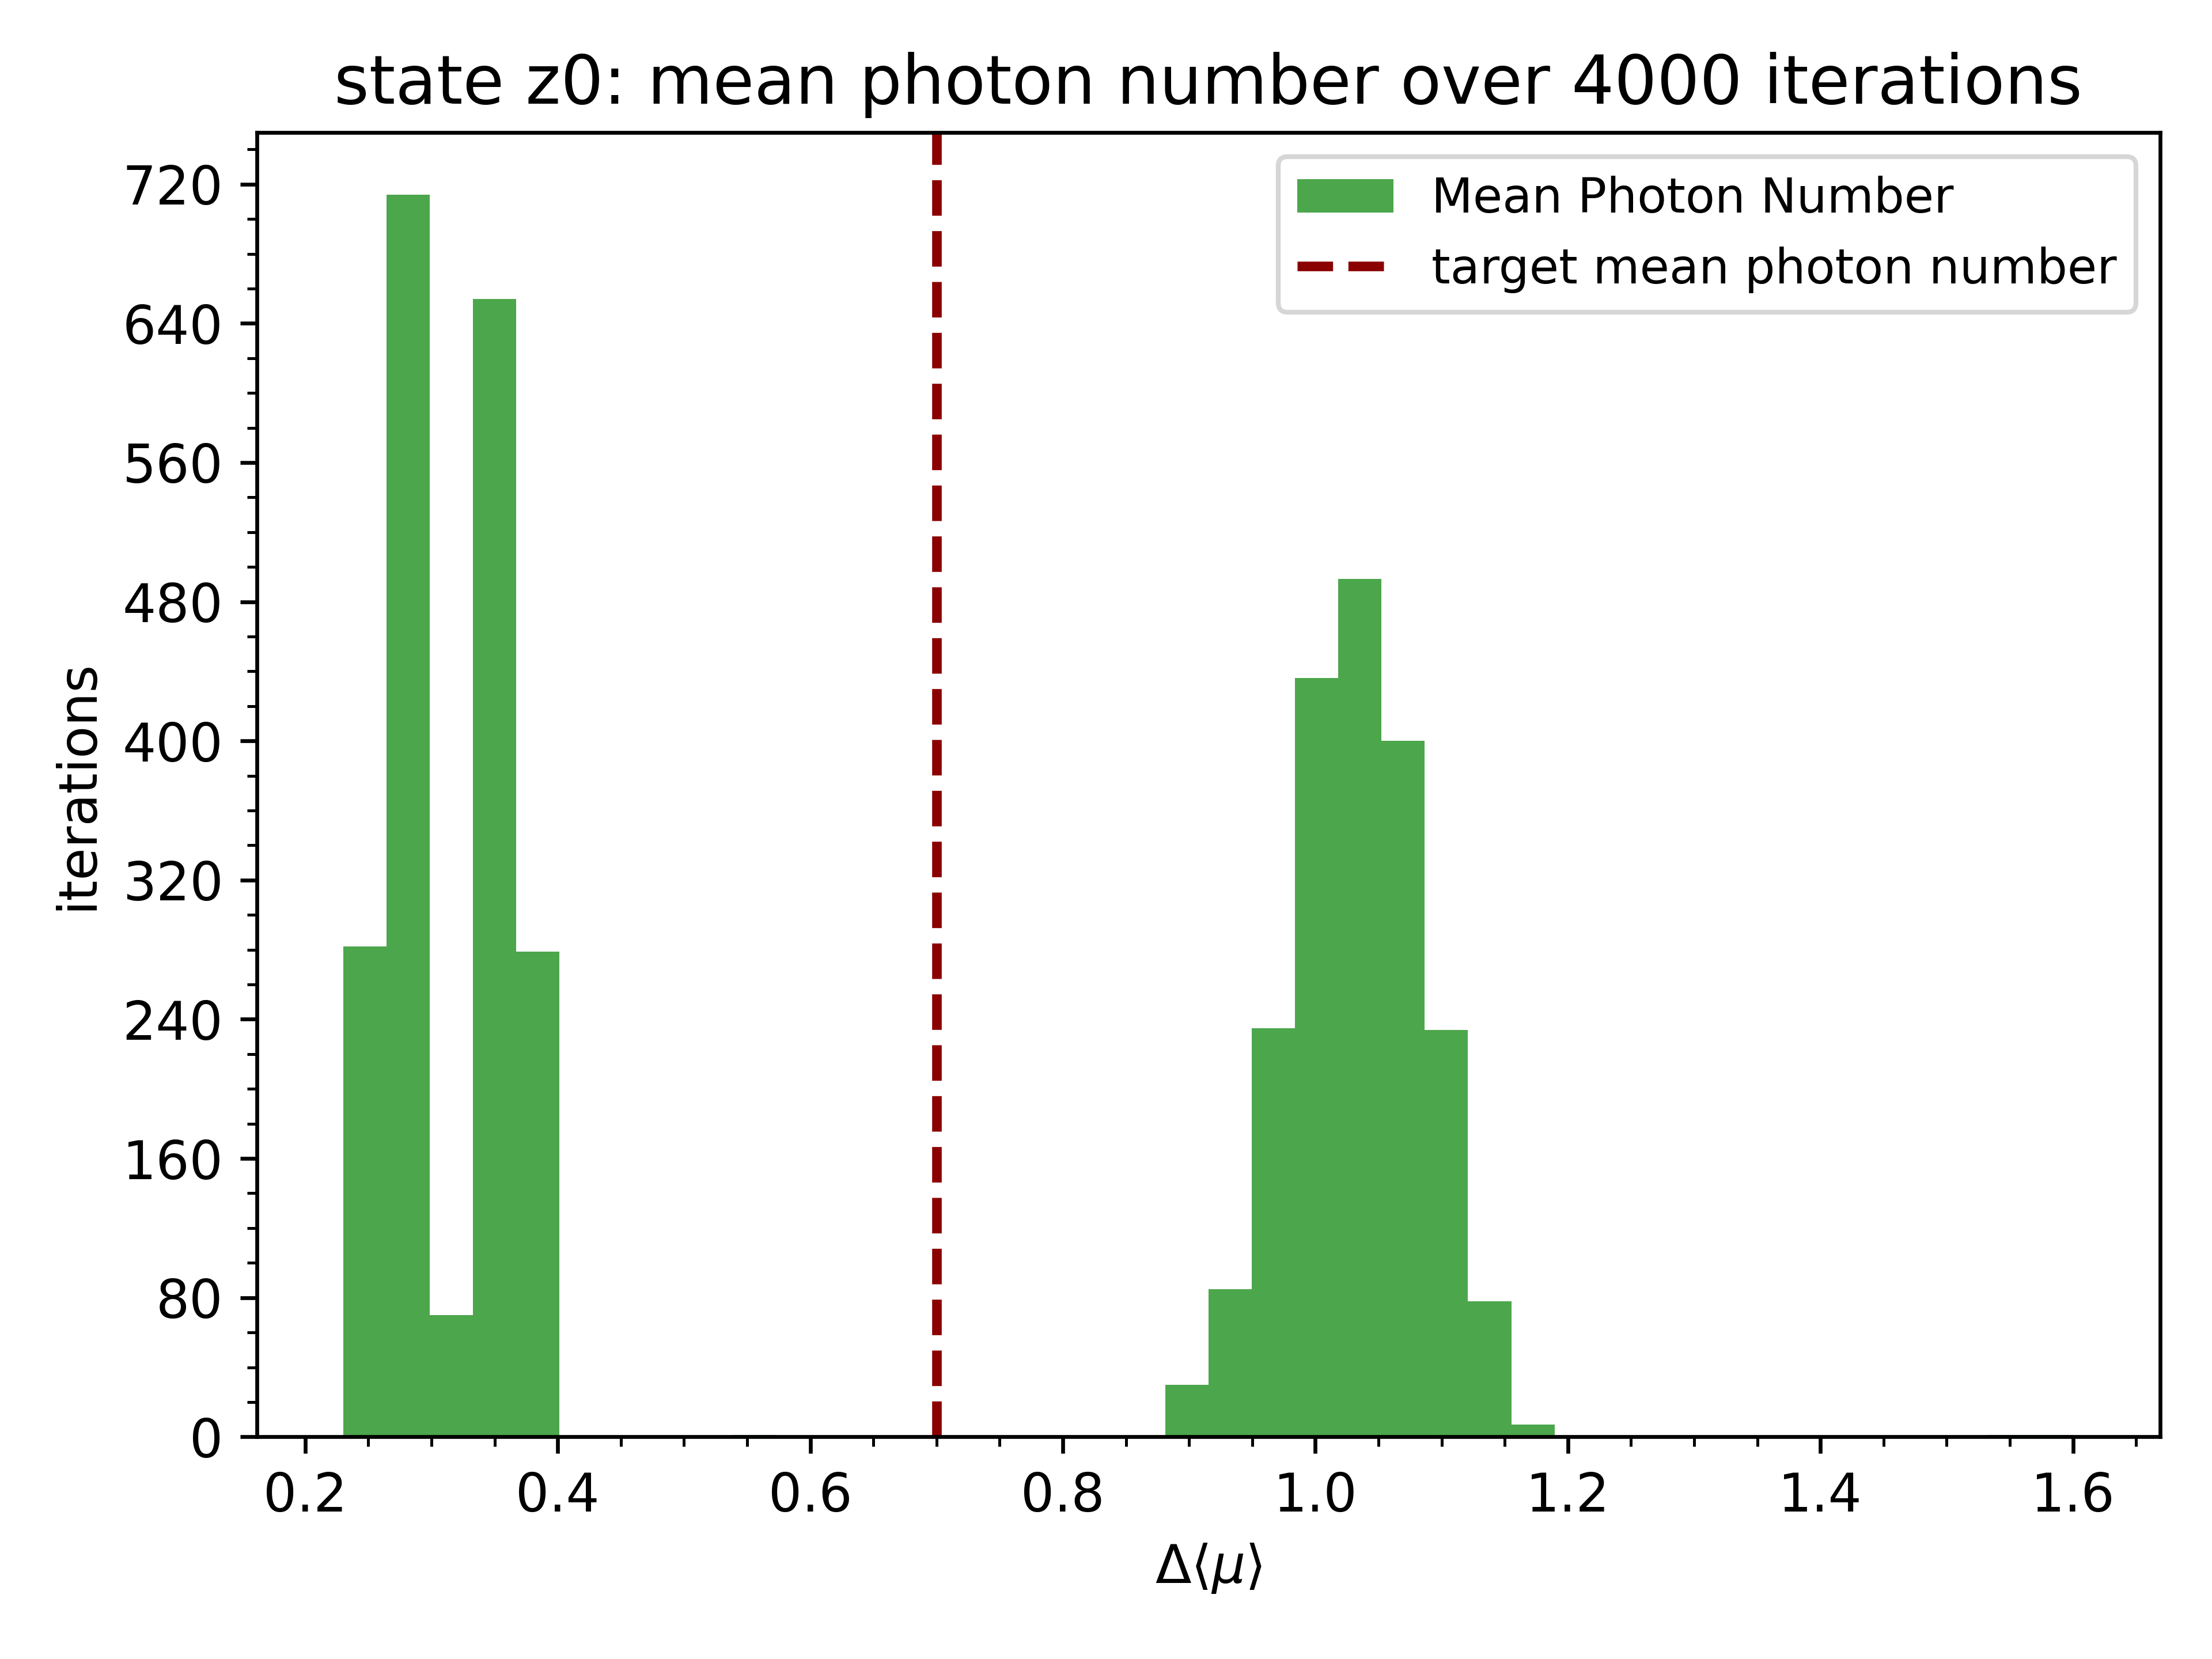 state z0: mean photon number over 4000 iterations
Mean Photon Number
target mean photon number
720
640
560
480
400
320
240
160
80
0
iterations
0.2 0.4 0.6 0.8 1.0 1.2 1.4 1.6
Δ⟨μ⟩